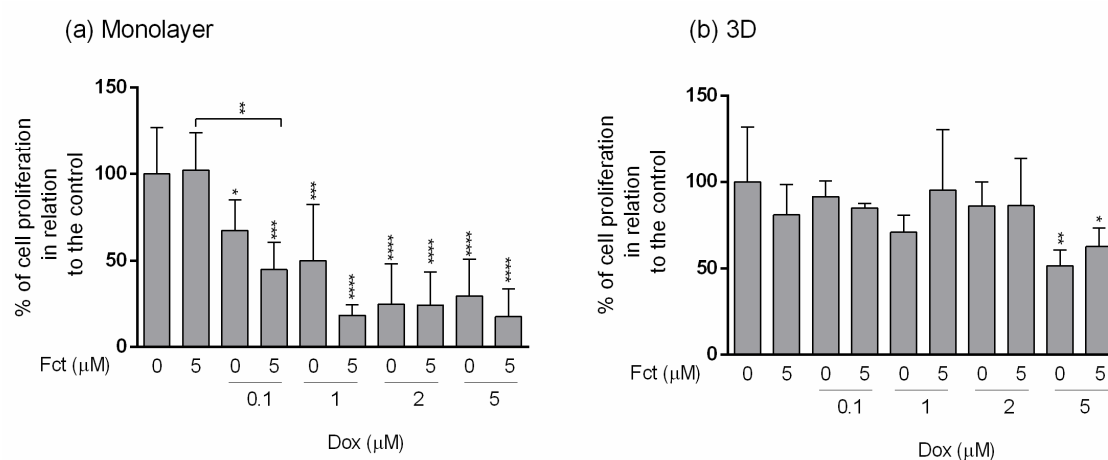 (a) Monolayer
% of cell proliferation
in relation
to the control
150
100
50
0
**
*
***
***
****
****
****
****
****
Fct (μM) 0 5 0 5 0 5 0 5 0 5
0.1 1 2 5
Dox (μM)
(b) 3D
% of cell proliferation
in relation
to the control
150
100
50
0
**
*
Fct (μM) 0 5 0 5 0 5 0 5 0 5
0.1 1 2 5
Dox (μM)